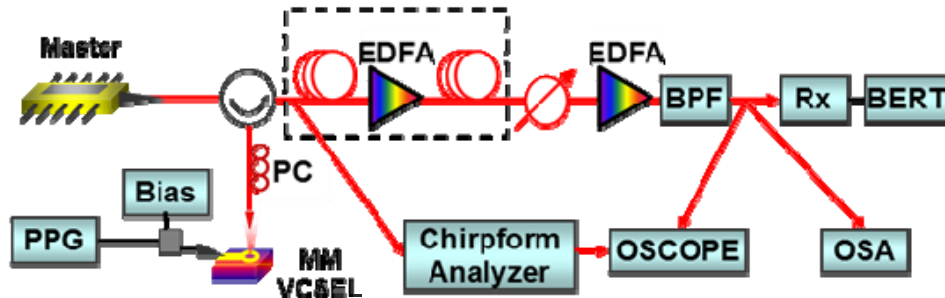 Master
EDFA
EDFA
BPF
Rx
BERT
PC
Bias
PPG
MM
VCSEL
Chirpform
Analyzer
OSCOPE
OSA